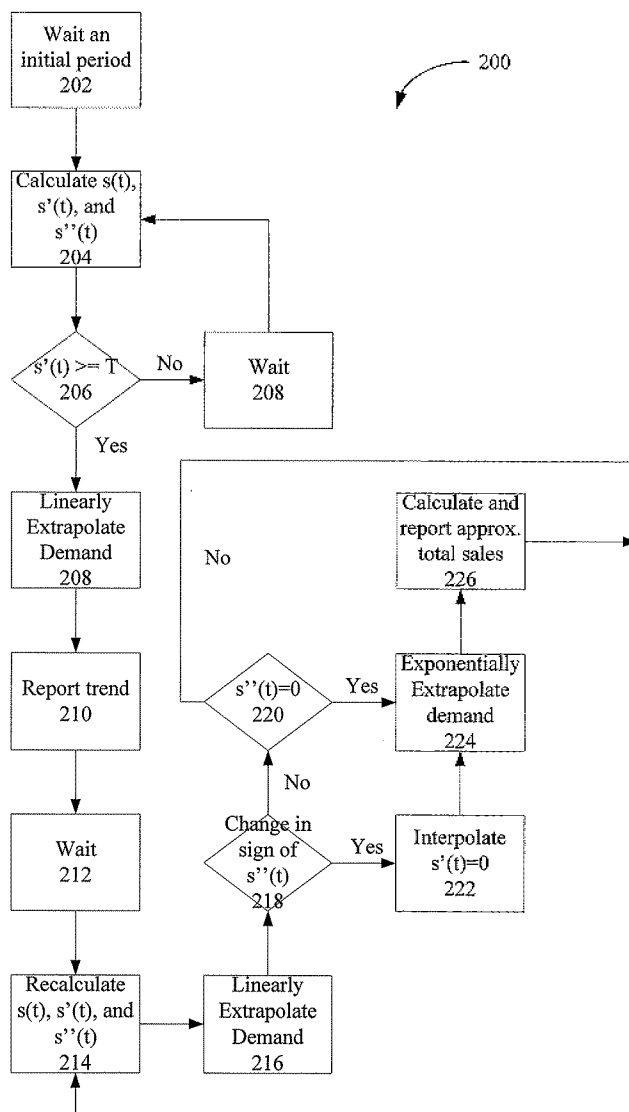 Wait an
initial period
202
200
Calculate s(t),
s'(t), and
s''(t)
204
s'(t) >= T
206
No
Wait
208
Yes
Linearly
Extrapolate
Demand
208
No
Calculate and
report approx.
total sales
226
Report trend
210
s''(t)=0
220
Yes
Exponentially
Extrapolate
demand
224
No
Wait
212
Change in
sign of
s''(t)
218
Yes
Interpolate
s'(t)=0
222
Recalculate
s(t), s'(t), and
s''(t)
214
Linearly
Extrapolate
Demand
216